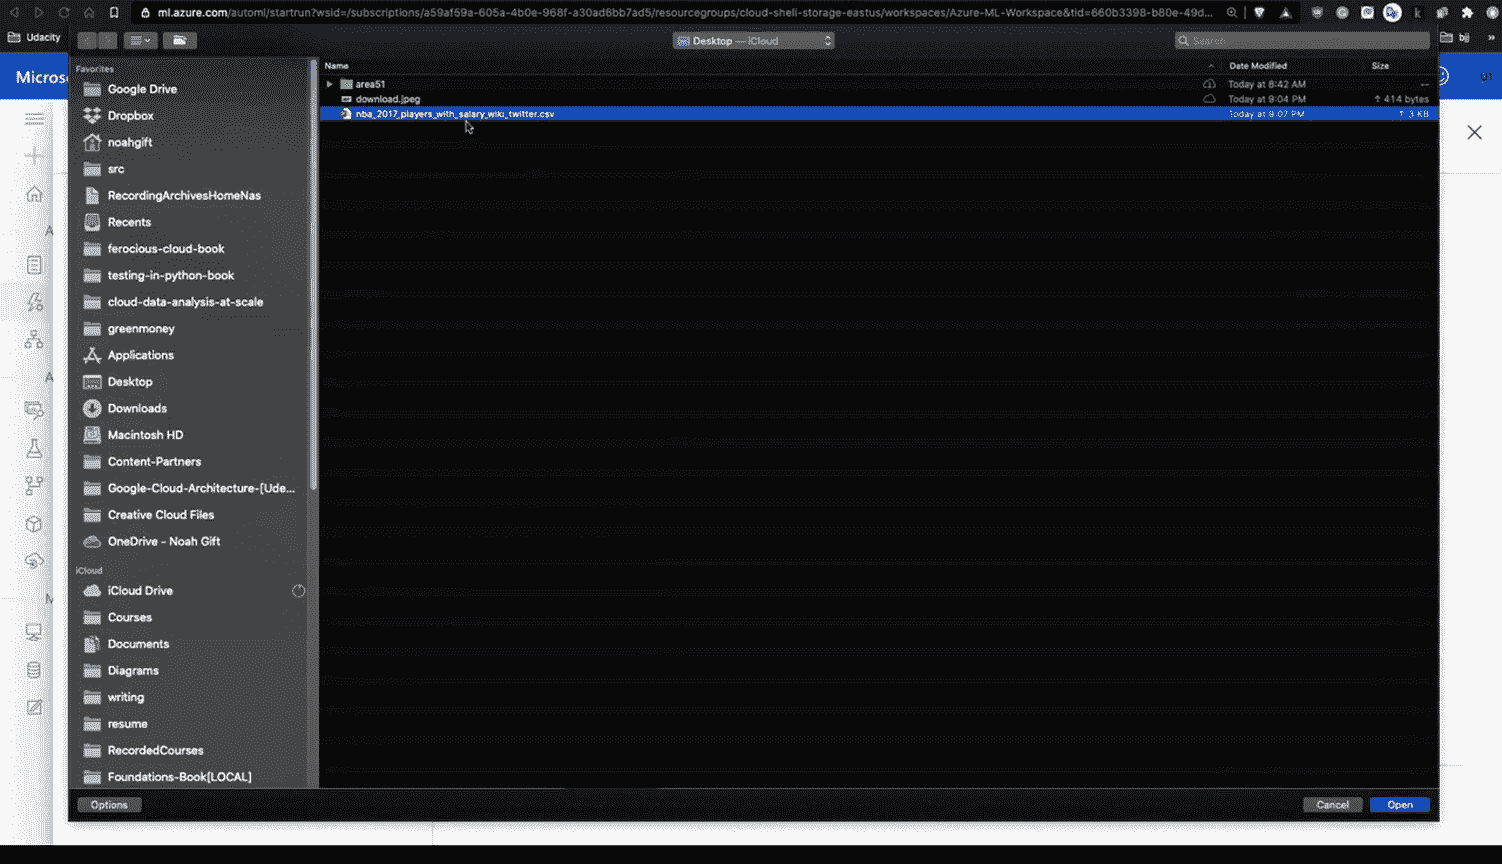 ml.azure.com/automl/startrun?wsid=/subscriptions/a59af59a-605a-4b0e-968f-a30ad6bb7ad5/resourcegroups/cloud-shell-storage-eastus/workspaces/Azure-ML-Workspace&tid=660b3398-b80e-49d...
Udacity
Desktop — iCloud
Search
bij
»
Micros
Favorites
Google Drive
Dropbox
noahgift
src
RecordingArchivesHomeNas
Recents
ferocious-cloud-book
testing-in-python-book
cloud-data-analysis-at-scale
greenmoney
Applications
Desktop
Downloads
Macintosh HD
Content-Partners
Google-Cloud-Architecture-[Ude...
Creative Cloud Files
OneDrive - Noah Gift
iCloud
iCloud Drive
Courses
Documents
Diagrams
writing
resume
RecordedCourses
Foundations-Book[LOCAL]
Name Date Modified Size
area51 Today at 8:42 AM --
download.jpeg Today at 9:04 PM 414 bytes
nba_2017_players_with_salary_wiki_twitter.csv Today at 9:07 PM 3 KB
A
A
M
Options
Cancel
Open